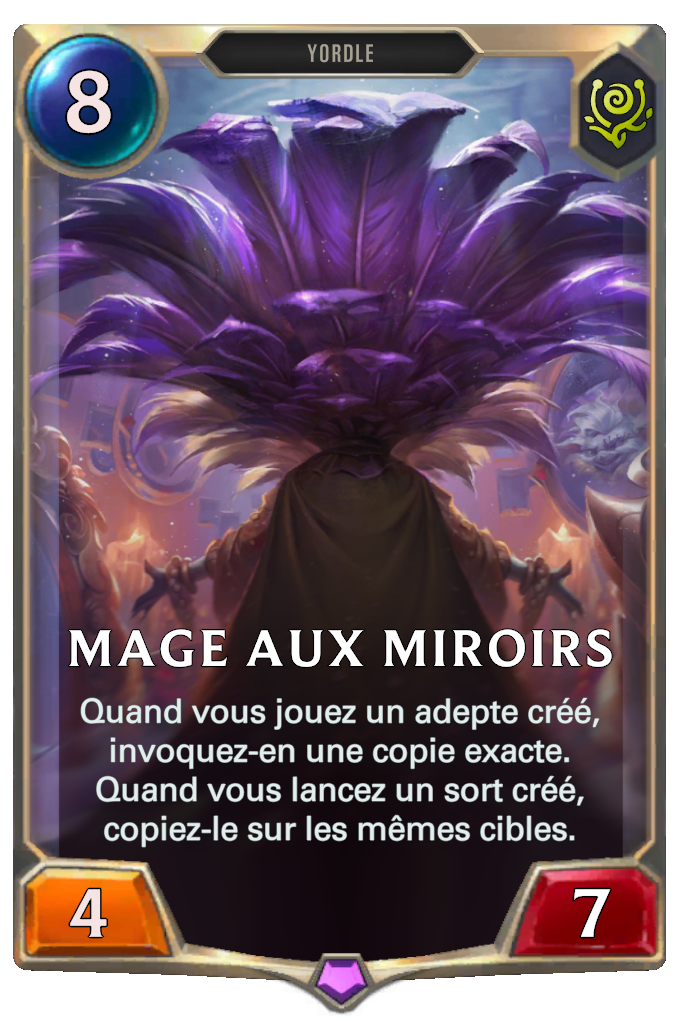 YORDLE
8
MAGE AUX MIROIRS
Quand vous jouez un adepte créé,
invoquez-en une copie exacte.
Quand vous lancez un sort créé,
copiez-le sur les mêmes cibles.
4
7